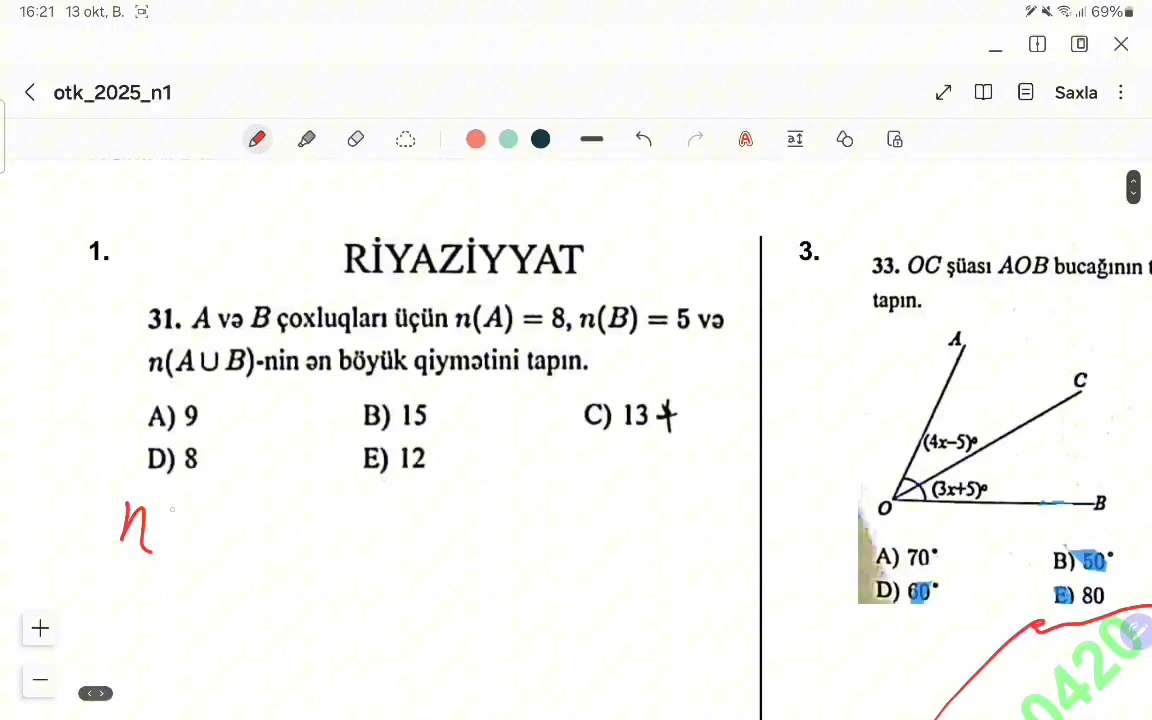 16:21 13 okt, B. 69%
otk_2025_n1
Saxla
1.
RİYAZİYYAT
31. A və B çoxluqları üçün n(A) = 8, n(B) = 5 və
n(A∪B)-nin ən böyük qiymətini tapın.
A) 9 B) 15 C) 13
D) 8 E) 12
n
3.
33. OC şüası AOB bucağının
tapın.
A
C
(4x–5)°
(3x+5)°
O
B
A) 70° B) 50°
D) 60° E) 80
0420